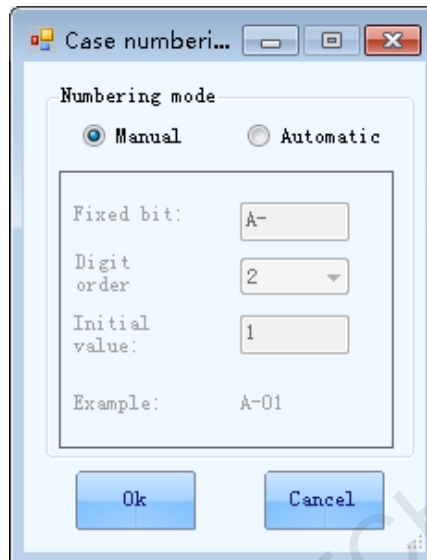 Case numberi...
Numbering mode
Manual
Automatic
Fixed bit:
A-
Digit
order
2
Initial
value:
1
Example:
A-01
Ok
Cancel